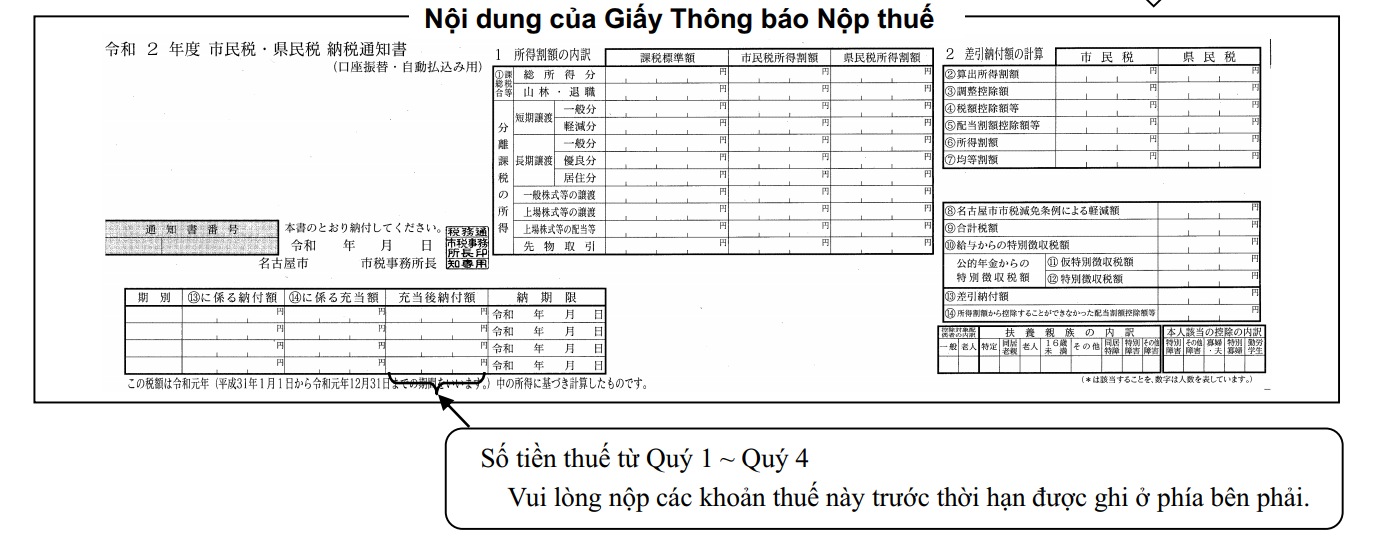 Nội dung của Giấy Thông báo Nộp thuế
令和 2 年度 市民税・県民税 納税通知書
(口座振替・自動払込み用)
通 知 書 番 号
本書のとおり納付してください。
令和 年 月 日
名古屋市 市税事務所長
税務通
市税事務
所長印
知専用
1 所得割額の内訳
課税標準額 市民税所得割額 県民税所得割額
①課税総合等
総所得分 円 円 円
山林・退職 円 円 円
分離課税の所得
短期譲渡
一般分 円 円 円
軽減分 円 円 円
長期譲渡
一般分 円 円 円
優良分 円 円 円
居住分 円 円 円
一般株式等の譲渡 円 円 円
上場株式等の譲渡 円 円 円
上場株式等の配当等 円 円 円
先物取引 円 円 円
2 差引納付額の計算
市民税 県民税
②算出所得割額 円 円
③調整控除額 円 円
④税額控除額等 円 円
⑤配当割額控除額等 円 円
⑥所得割額 円 円
⑦均等割額 円 円
⑧名古屋市市税減免条例による軽減額 円
⑨合計税額 円
⑩給与からの特別徴収税額 円
公的年金からの特別徴収税額
⑪仮特別徴収税額 円
⑫特別徴収税額 円
⑬差引納付額 円
⑭所得割額から控除することができなかった配当割額控除額等 円
期別 ⑬に係る納付額 ⑭に係る充当額 充当後納付額 納期限
円 円 円 令和 年 月 日
円 円 円 令和 年 月 日
円 円 円 令和 年 月 日
円 円 円 令和 年 月 日
この税額は令和元年(平成31年1月1日から令和元年12月31日までの期間をいいます。)中の所得に基づき計算したものです。
控除対象配偶者の内訳 扶養親族の内訳 本人該当の控除の内訳
一般 老人 特定 同居老親 老人 16歳未満 その他 同居特障 特別障害 その他障害 特別障害 その他障害 寡婦・夫 特別寡婦 勤労学生
(*は該当することを、数字は人数を表しています。)
Số tiền thuế từ Quý 1 ~ Quý 4
Vui lòng nộp các khoản thuế này trước thời hạn được ghi ở phía bên phải.